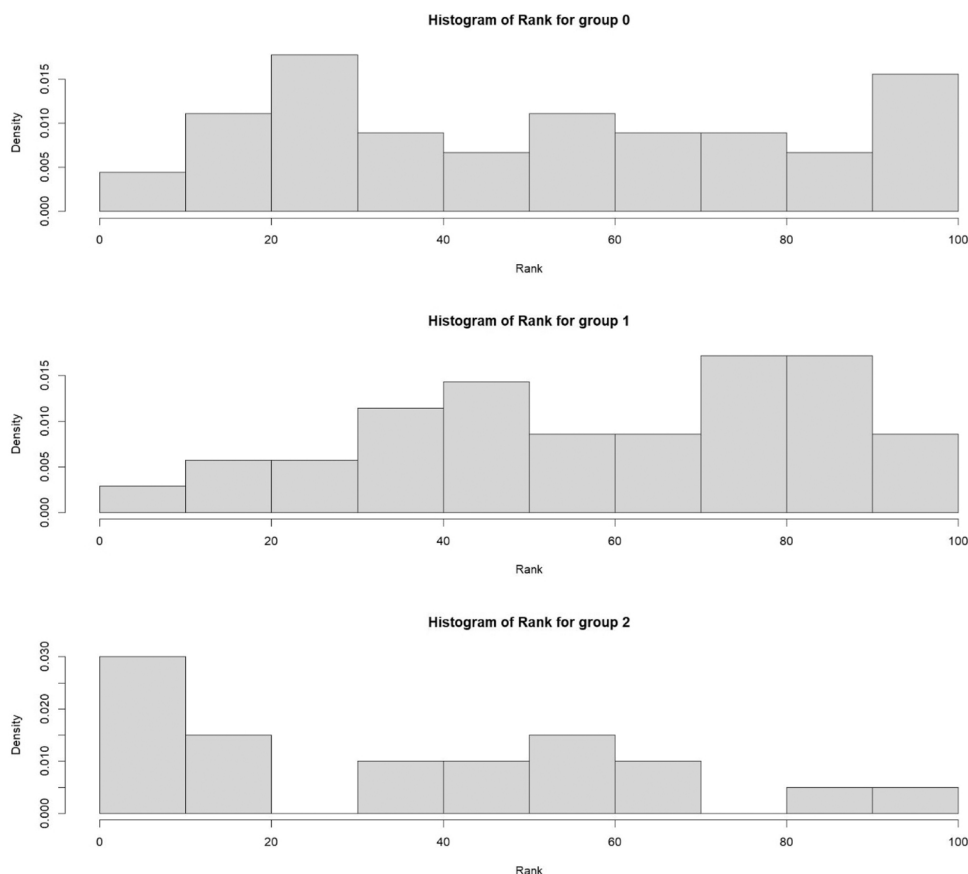 Histogram of Rank for group 0
Density
0.000 0.005 0.010 0.015
0 20 40 60 80 100
Rank
Histogram of Rank for group 1
Density
0.000 0.005 0.010 0.015
0 20 40 60 80 100
Rank
Histogram of Rank for group 2
Density
0.000 0.010 0.020 0.030
0 20 40 60 80 100
Rank